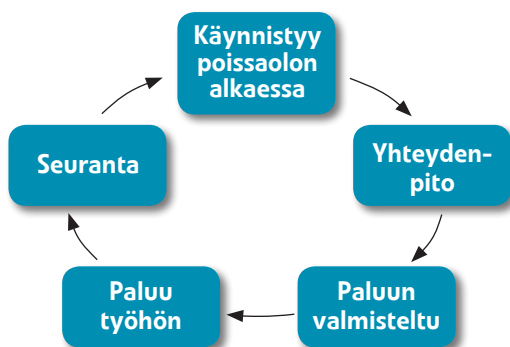 Käynnistyy
poissaolon
alkaessa
Yhteyden-
pito
Paluun
valmisteltu
Paluu
työhön
Seuranta